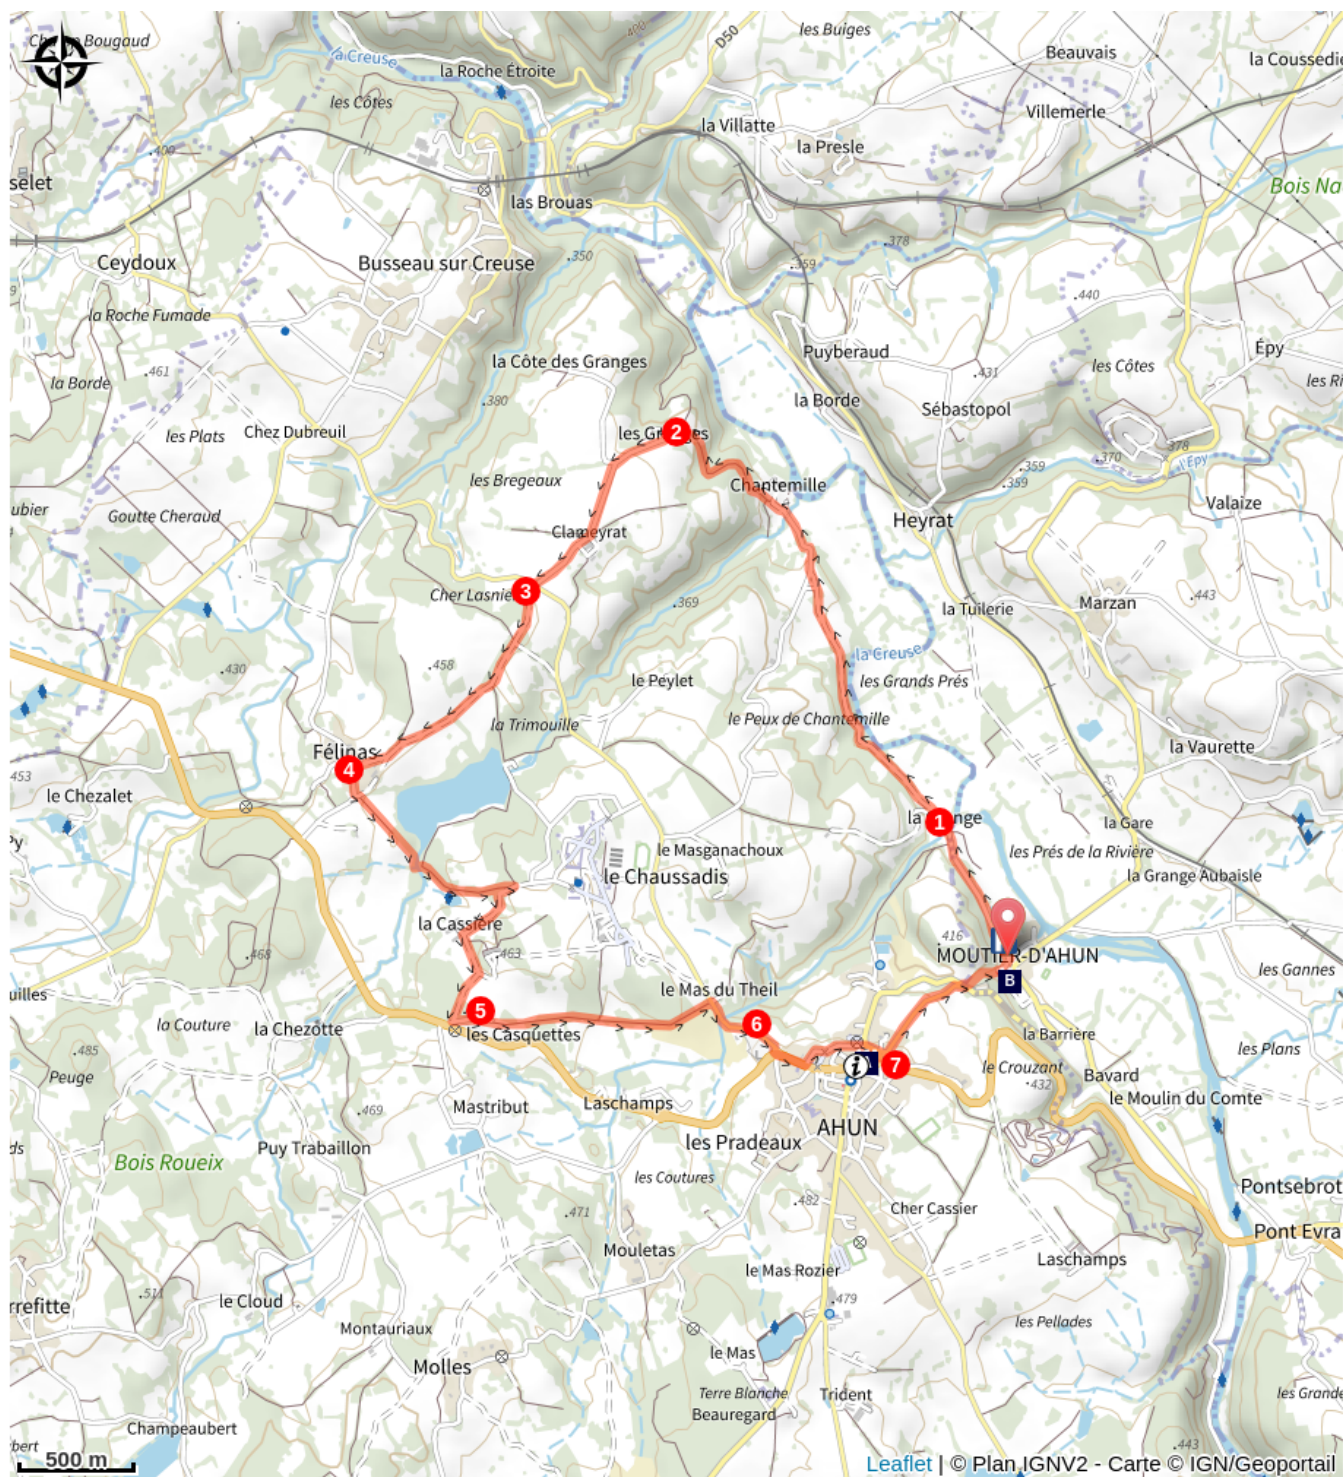 Bougaud
la Creuse
la Roche Étroite
400
D50
les Buiges
Beauvais
la Coussedie
les Côtes
la Villatte
Villemerle
.400
la Presle
selet
las Brouas
Bois Na
Ceydoux
Busseau sur Creuse
.350
.378
.359
.440
la Roche Fumade
Puyberaud
Épy
la Côte des Granges
les Côtes
.461
la Borde
.431
les Ri
.380
la Borde
Sébastopol
les Plats
Chez Dubreuil
2
.378
.370
l'Épy
.359
.359
les Bregeaux
Chantemille
Valaize
ubier
Goutte Cheraud
Heyrat
Clameyrat
3
Cher Lasnier
.369
la Tuilerie
Marzan
.443
la Creuse
.430
.458
le Peylet
les Grands Prés
la Trimouille
le Peux de Chantemille
la Vaurette
Félinas
4
453
le Chezalet
1
la Gare
Py
le Masganachoux
les Prés de la Rivière
le Chaussadis
la Grange Aubaisle
la Cassière
416
.463
MOUTIER-D'AHUN
.468
les Gannes
B
uilles
le Mas du Theil
5
6
la Couture
la Chezotte
les Casquettes
la Barrière
.485
i
7
le Crouzant
les Plans
Peuge
.432
Bavard
Mastribut
Laschamps
le Moulin du Comte
.469
AHUN
ds
Puy Trabaillon
les Pradeaux
Bois Roueix
les Coutures
Pontsebrot
.482
.471
Cher Cassier
Pont Evra
Mouletas
Laschamps
le Mas Rozier
.511
rrefitte
le Cloud
.479
les Pellades
Montauriaux
le Mas
Molles
Terre Blanche
Trident
les Grande
Beauregard
Champeaubert
bert
.443
500 m
Leaflet | © Plan IGNV2 - Carte © IGN/Geoportail